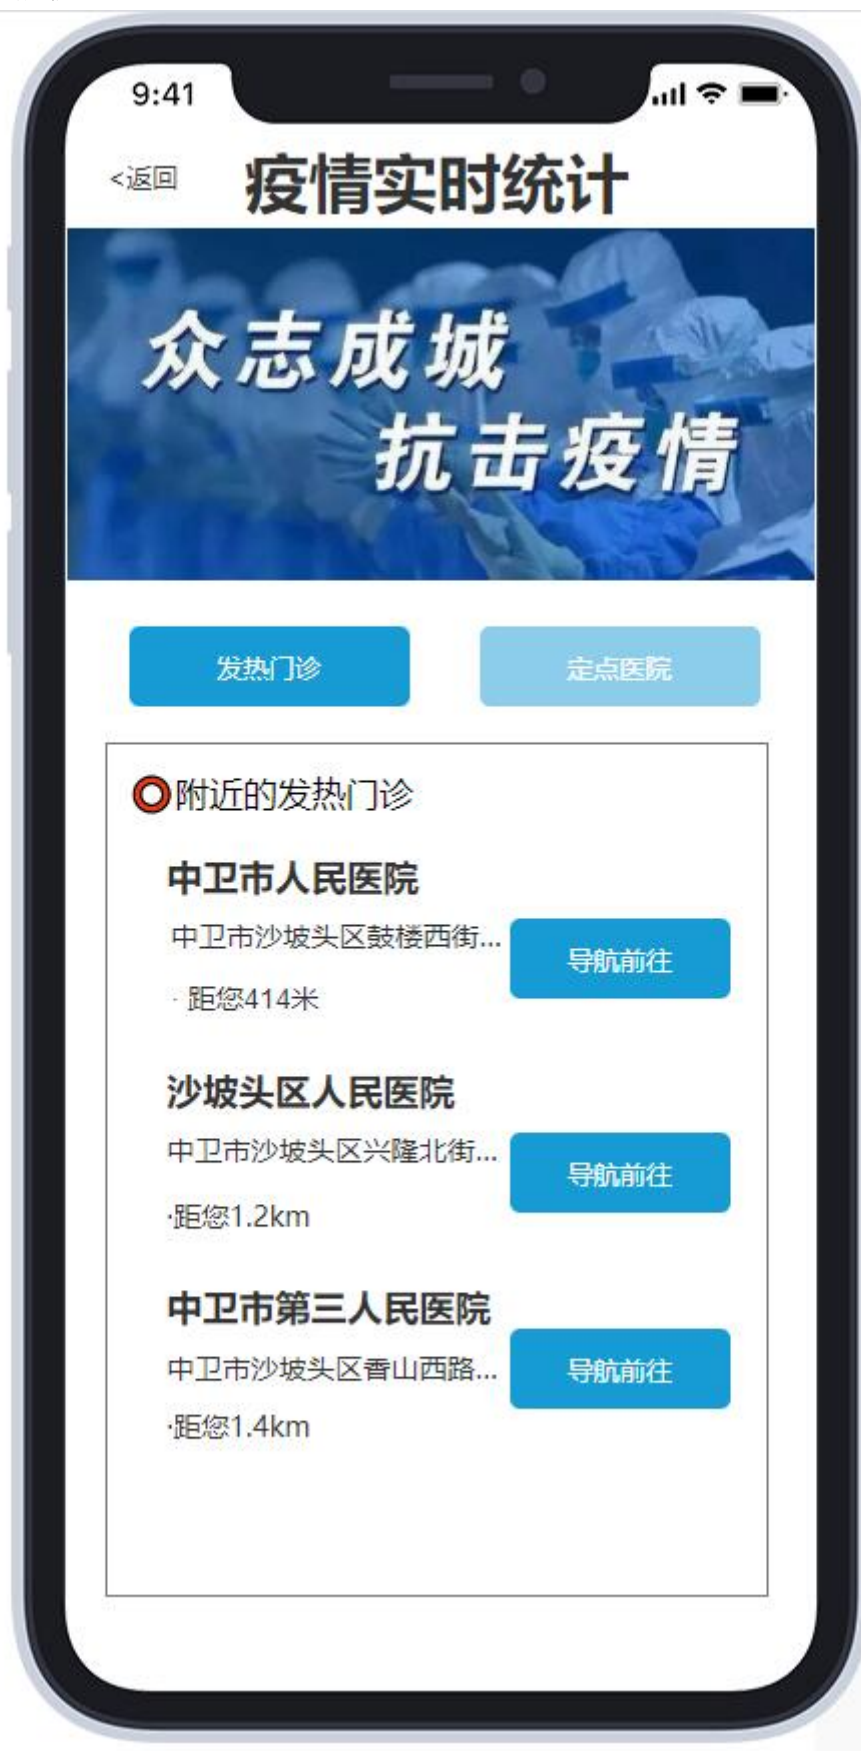 9:41
<返回
疫情实时统计
众志成城
抗击疫情
发热门诊
定点医院
附近的发热门诊
中卫市人民医院
中卫市沙坡头区鼓楼西街...
导航前往
· 距您414米
沙坡头区人民医院
中卫市沙坡头区兴隆北街...
导航前往
·距您1.2km
中卫市第三人民医院
中卫市沙坡头区香山西路...
导航前往
·距您1.4km